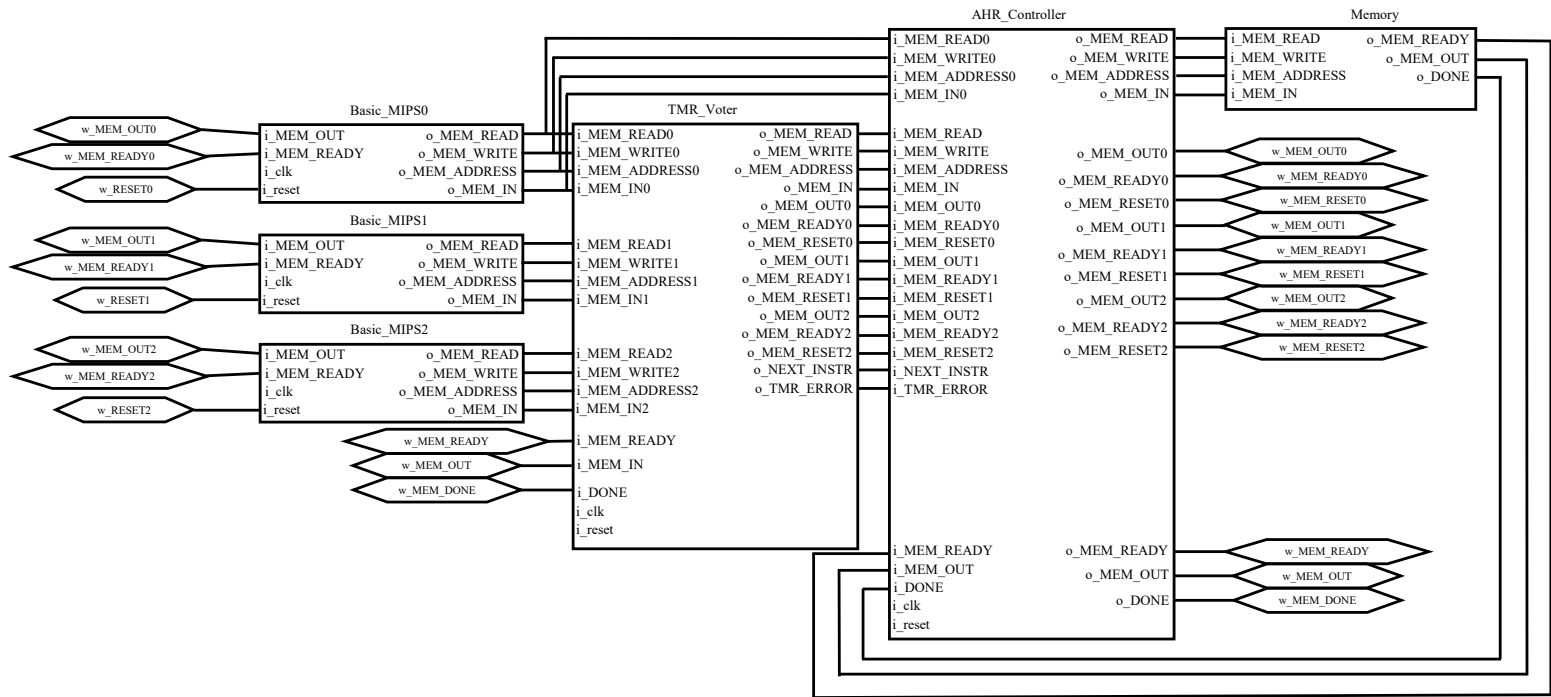 AHR_Controller
Memory
i_MEM_READ0
o_MEM_READ
i_MEM_WRITE0
o_MEM_WRITE
i_MEM_ADDRESS0
o_MEM_ADDRESS
i_MEM_IN0
o_MEM_IN
i_MEM_READ
o_MEM_READY
i_MEM_WRITE
o_MEM_OUT
i_MEM_ADDRESS
o_DONE
i_MEM_IN
Basic_MIPS0
w_MEM_OUT0
w_MEM_READY0
w_RESET0
i_MEM_OUT
o_MEM_READ
i_MEM_READY
o_MEM_WRITE
i_clk
o_MEM_ADDRESS
i_reset
o_MEM_IN
Basic_MIPS1
w_MEM_OUT1
w_MEM_READY1
w_RESET1
i_MEM_OUT
o_MEM_READ
i_MEM_READY
o_MEM_WRITE
i_clk
o_MEM_ADDRESS
i_reset
o_MEM_IN
Basic_MIPS2
w_MEM_OUT2
w_MEM_READY2
w_RESET2
i_MEM_OUT
o_MEM_READ
i_MEM_READY
o_MEM_WRITE
i_clk
o_MEM_ADDRESS
i_reset
o_MEM_IN
w_MEM_READY
w_MEM_OUT
w_MEM_DONE
TMR_Voter
i_MEM_READ0
i_MEM_WRITE0
i_MEM_ADDRESS0
i_MEM_IN0
i_MEM_READ1
i_MEM_WRITE1
i_MEM_ADDRESS1
i_MEM_IN1
i_MEM_READ2
i_MEM_WRITE2
i_MEM_ADDRESS2
i_MEM_IN2
i_MEM_READY
i_MEM_IN
i_DONE
i_clk
i_reset
o_MEM_READ
o_MEM_WRITE
o_MEM_ADDRESS
o_MEM_IN
o_MEM_OUT0
o_MEM_READY0
o_MEM_RESET0
o_MEM_OUT1
o_MEM_READY1
o_MEM_RESET1
o_MEM_OUT2
o_MEM_READY2
o_MEM_RESET2
o_NEXT_INSTR
o_TMR_ERROR
i_MEM_READ
i_MEM_WRITE
i_MEM_ADDRESS
i_MEM_IN
i_MEM_OUT0
i_MEM_READY0
i_MEM_RESET0
i_MEM_OUT1
i_MEM_READY1
i_MEM_RESET1
i_MEM_OUT2
i_MEM_READY2
i_MEM_RESET2
i_NEXT_INSTR
i_TMR_ERROR
i_MEM_READY
i_MEM_OUT
i_DONE
i_clk
i_reset
o_MEM_OUT0
o_MEM_READY0
o_MEM_RESET0
o_MEM_OUT1
o_MEM_READY1
o_MEM_RESET1
o_MEM_OUT2
o_MEM_READY2
o_MEM_RESET2
o_MEM_READY
o_MEM_OUT
o_DONE
w_MEM_OUT0
w_MEM_READY0
w_MEM_RESET0
w_MEM_OUT1
w_MEM_READY1
w_MEM_RESET1
w_MEM_OUT2
w_MEM_READY2
w_MEM_RESET2
w_MEM_READY
w_MEM_OUT
w_MEM_DONE